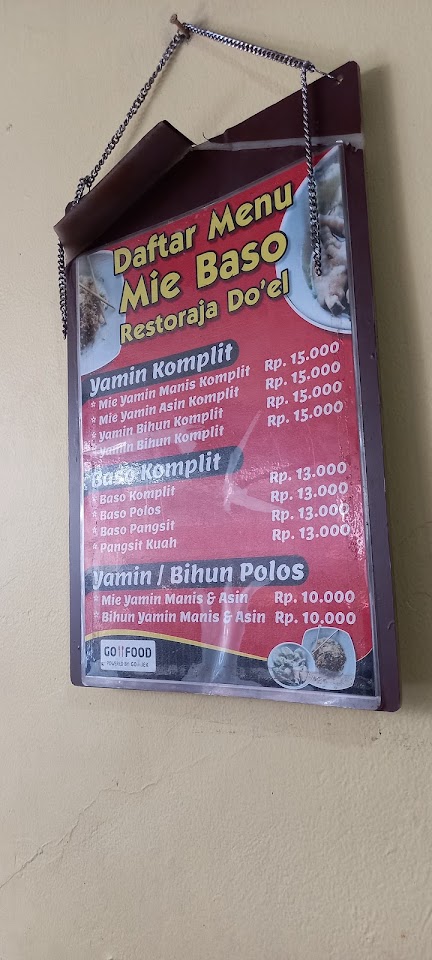 Daftar Menu
Mie Baso
Restoraja Do'el
Yamin Komplit
* Mie Yamin Manis Komplit Rp. 15.000
* Mie Yamin Asin Komplit Rp. 15.000
* Yamin Bihun Komplit Rp. 15.000
* Yamin Bihun Komplit Rp. 15.000
Baso Komplit
* Baso Komplit Rp. 13.000
* Baso Polos Rp. 13.000
* Baso Pangsit Rp. 13.000
* Pangsit Kuah Rp. 13.000
Yamin / Bihun Polos
* Mie Yamin Manis & Asin Rp. 10.000
* Bihun Yamin Manis & Asin Rp. 10.000
GO FOOD
POWERED BY GO-JEK